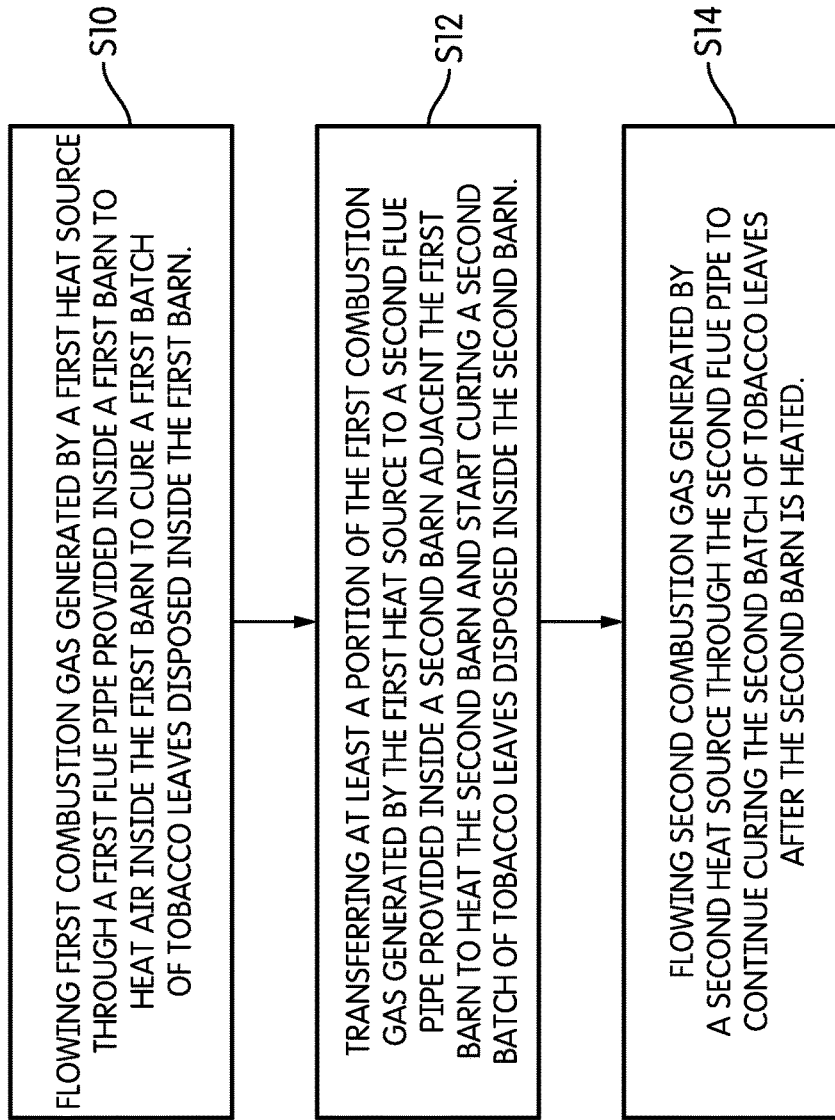 FLOWING FIRST COMBUSTION GAS GENERATED BY A FIRST HEAT SOURCE
THROUGH A FIRST FLUE PIPE PROVIDED INSIDE A FIRST BARN TO
HEAT AIR INSIDE THE FIRST BARN TO CURE A FIRST BATCH
OF TOBACCO LEAVES DISPOSED INSIDE THE FIRST BARN.
S10
TRANSFERRING AT LEAST A PORTION OF THE FIRST COMBUSTION
GAS GENERATED BY THE FIRST HEAT SOURCE TO A SECOND FLUE
PIPE PROVIDED INSIDE A SECOND BARN ADJACENT THE FIRST
BARN TO HEAT THE SECOND BARN AND START CURING A SECOND
BATCH OF TOBACCO LEAVES DISPOSED INSIDE THE SECOND BARN.
S12
FLOWING SECOND COMBUSTION GAS GENERATED BY
A SECOND HEAT SOURCE THROUGH THE SECOND FLUE PIPE TO
CONTINUE CURING THE SECOND BATCH OF TOBACCO LEAVES
AFTER THE SECOND BARN IS HEATED.
S14